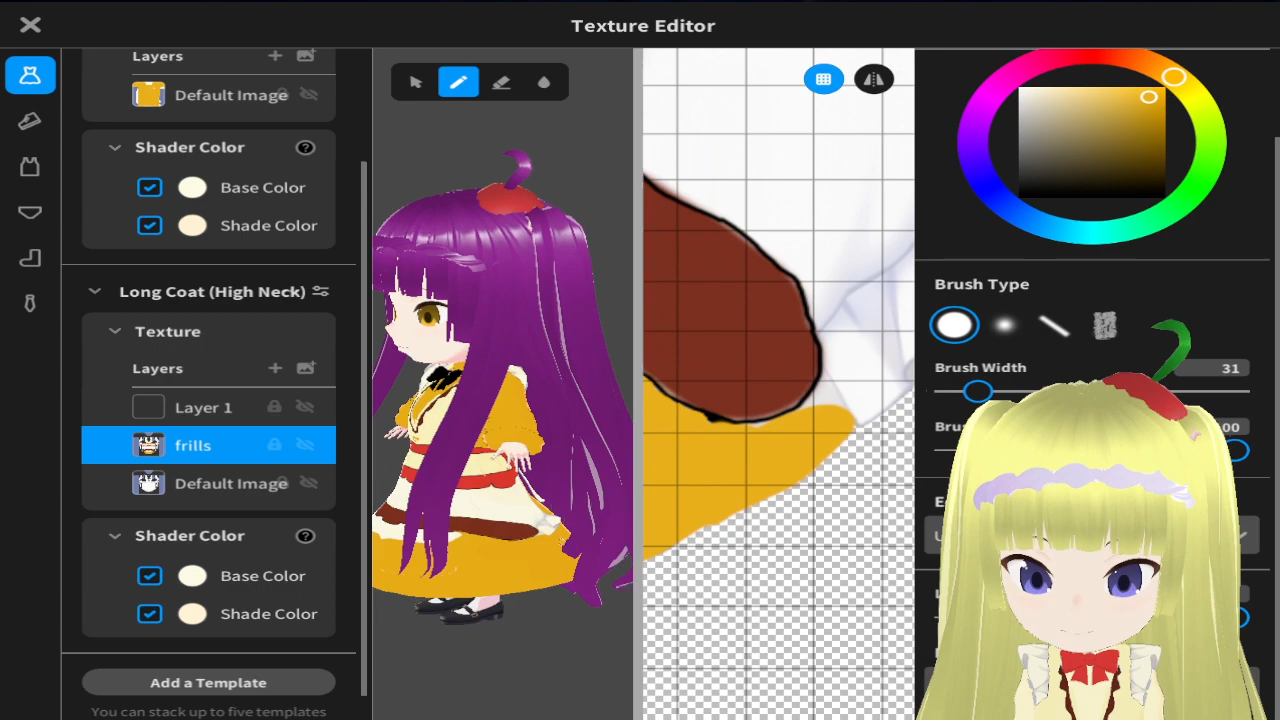 Texture Editor
Layers
Default Image
Shader Color
Base Color
Shade Color
Long Coat (High Neck)
Texture
Layers
Layer 1
frills
Default Image
Shader Color
Base Color
Shade Color
Add a Template
You can stack up to five templates
Brush Type
Brush Width
31